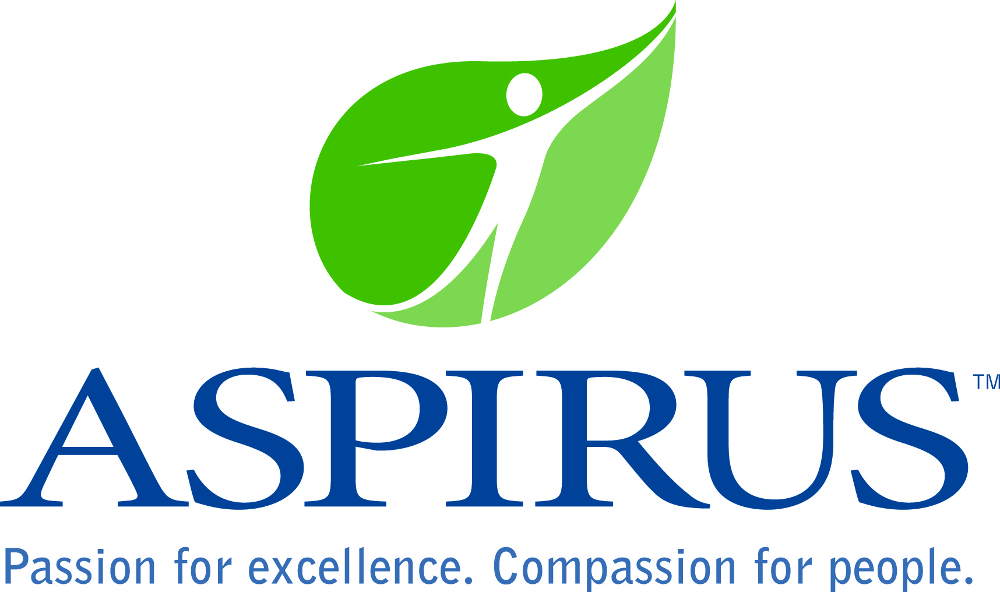 ASPIRUS™
Passion for excellence. Compassion for people.